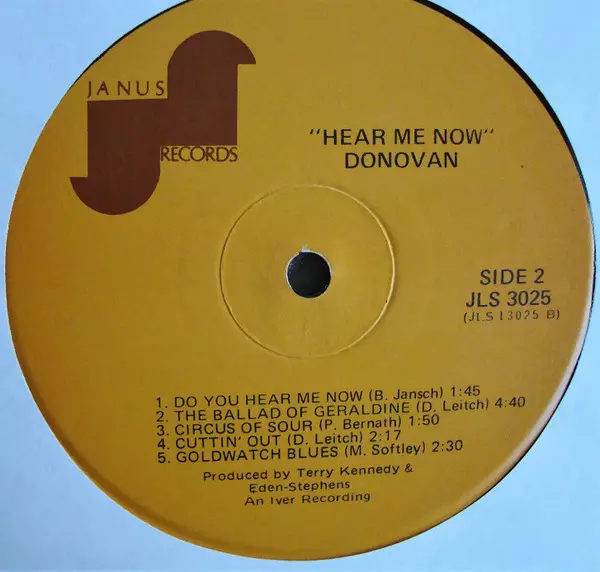 JANUS
RECORDS
"HEAR ME NOW"
DONOVAN
SIDE 2
JLS 3025
(JLS 13025 B)
1. DO YOU HEAR ME NOW (B. Jansch) 1:45
2. THE BALLAD OF GERALDINE (D. Leitch) 4:40
3. CIRCUS OF SOUR (P. Bernath) 1:50
4. CUTTIN' OUT (D. Leitch) 2:17
5. GOLDWATCH BLUES (M. Softley) 2:30
Produced by Terry Kennedy &
Eden-Stephens
An Iver Recording